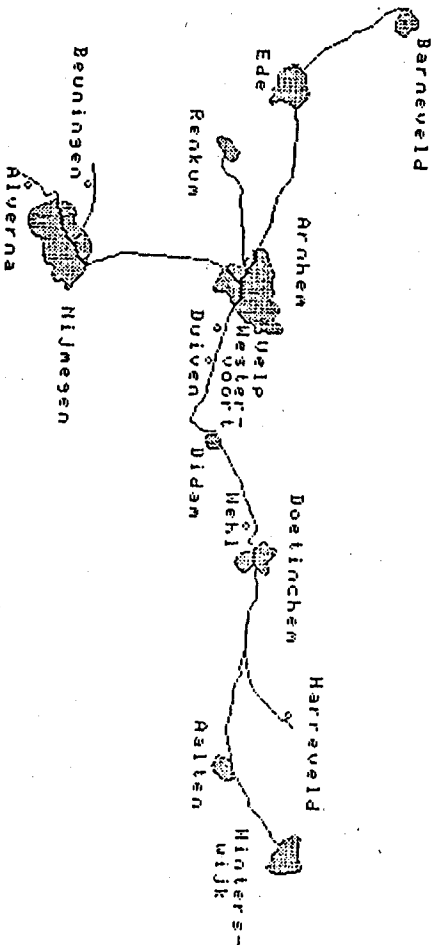 Barneveld
Ede
Renkum
Arnhem
Velp
Wester-
voort
Duiven
Beuningen
Alverna
Nijmegen
Didam
Wehl
Doetinchem
Harreveld
Aalten
Winters-
wijk